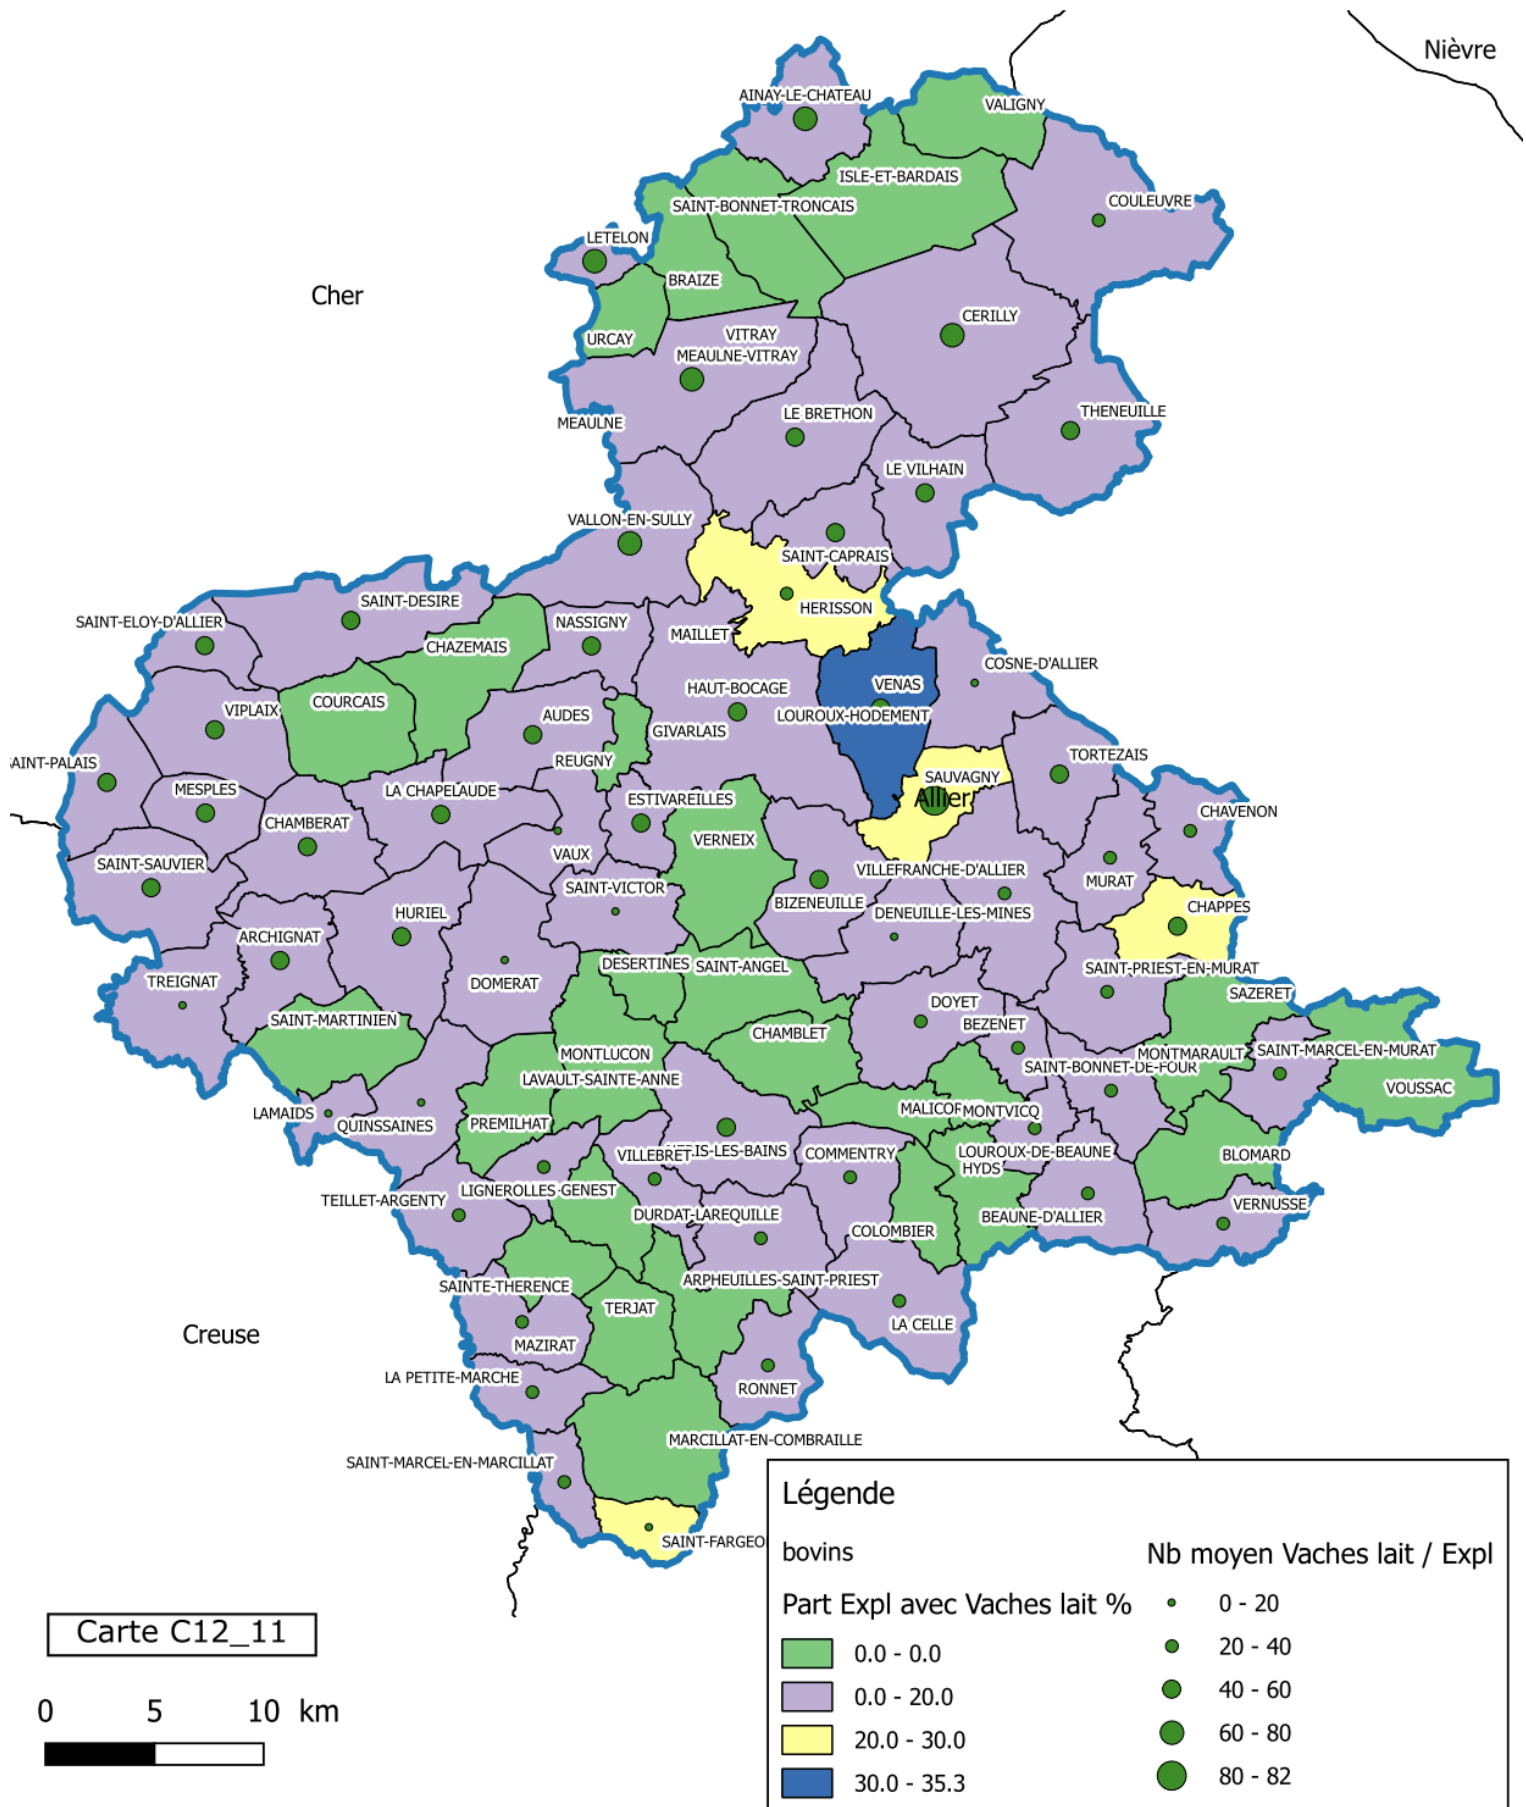 Nièvre
AINAY-LE-CHATEAU
VALIGNY
ISLE-ET-BARDAIS
COULEUVRE
SAINT-BONNET-TRONCAIS
LETELON
BRAIZE
Cher
CERILLY
URCAY
VITRAY
MEAULNE-VITRAY
THENEUILLE
LE BRETHON
MEAULNE
LE VILHAIN
VALLON-EN-SULLY
SAINT-CAPRAIS
SAINT-DESIRE
HERISSON
SAINT-ELOY-D'ALLIER
NASSIGNY
MAILLET
CHAZEMAIS
COSNE-D'ALLIER
VENAS
HAUT-BOCAGE
COURCAIS
VIPLAIX
AUDES
LOUROUX-HODEMENT
GIVARLAIS
TORTEZAIS
REUGNY
AINT-PALAIS
SAUVAGNY
MESPLES
LA CHAPELAUDE
ESTIVAREILLES
Allier
CHAVENON
CHAMBERAT
VERNEIX
VAUX
SAINT-SAUVIER
VILLEFRANCHE-D'ALLIER
MURAT
SAINT-VICTOR
BIZENEUILLE
CHAPPES
HURIEL
DENEUILLE-LES-MINES
ARCHIGNAT
DESERTINES
SAINT-ANGEL
SAINT-PRIEST-EN-MURAT
TREIGNAT
DOMERAT
SAZERET
DOYET
SAINT-MARTINIEN
BEZENET
CHAMBLET
MONTLUCON
MONTMARAULT
SAINT-MARCEL-EN-MURAT
SAINT-BONNET-DE-FOUR
LAVAULT-SAINTE-ANNE
VOUSSAC
MALICOR
MONTVICQ
LAMAIDS
QUINSSAINES
PREMILHAT
VILLEBRET
IS-LES-BAINS
COMMENTRY
LOUROUX-DE-BEAUNE
BLOMARD
HYDS
LIGNEROLLES
GENEST
TEILLET-ARGENTY
VERNUSSE
DURDAT-LAREQUILLE
BEAUNE-D'ALLIER
COLOMBIER
SAINTE-THERENCE
ARPHEUILLES-SAINT-PRIEST
TERJAT
LA CELLE
Creuse
MAZIRAT
LA PETITE-MARCHE
RONNET
MARCILLAT-EN-COMBRAILLE
SAINT-MARCEL-EN-MARCILLAT
SAINT-FARGEO
Légende
bovins
Part Expl avec Vaches lait %
0.0 - 0.0
0.0 - 20.0
20.0 - 30.0
30.0 - 35.3
Nb moyen Vaches lait / Expl
0 - 20
20 - 40
40 - 60
60 - 80
80 - 82
Carte C12_11
0 5 10 km